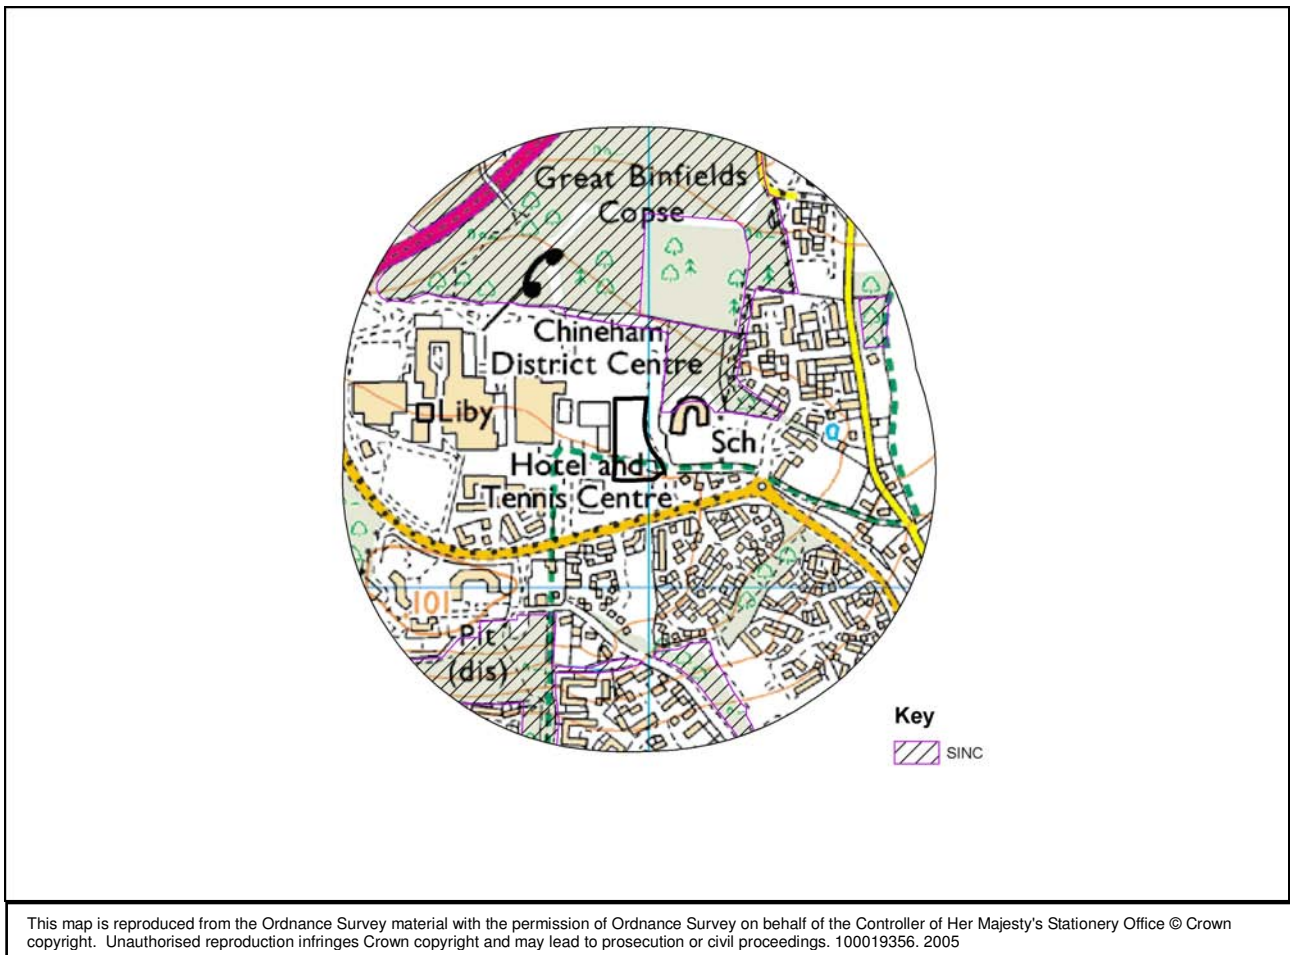 Great Binfields
Copse
Chineham
District Centre
Liby
Sch
Hotel and
Tennis Centre
101
Pit
(dis)
Key
SINC
This map is reproduced from the Ordnance Survey material with the permission of Ordnance Survey on behalf of the Controller of Her Majesty's Stationery Office © Crown
copyright. Unauthorised reproduction infringes Crown copyright and may lead to prosecution or civil proceedings. 100019356. 2005